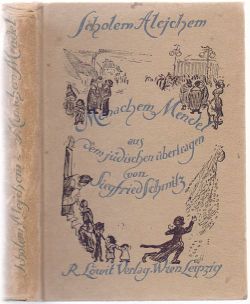 Scholem Alejchem
Menachem Mendel
aus
dem jüdischen übertragen
von
Siegfried Schmitz
R. Löwit Verlag · Wien Leipzig
Scholem Alejchem · Menachem Mendel